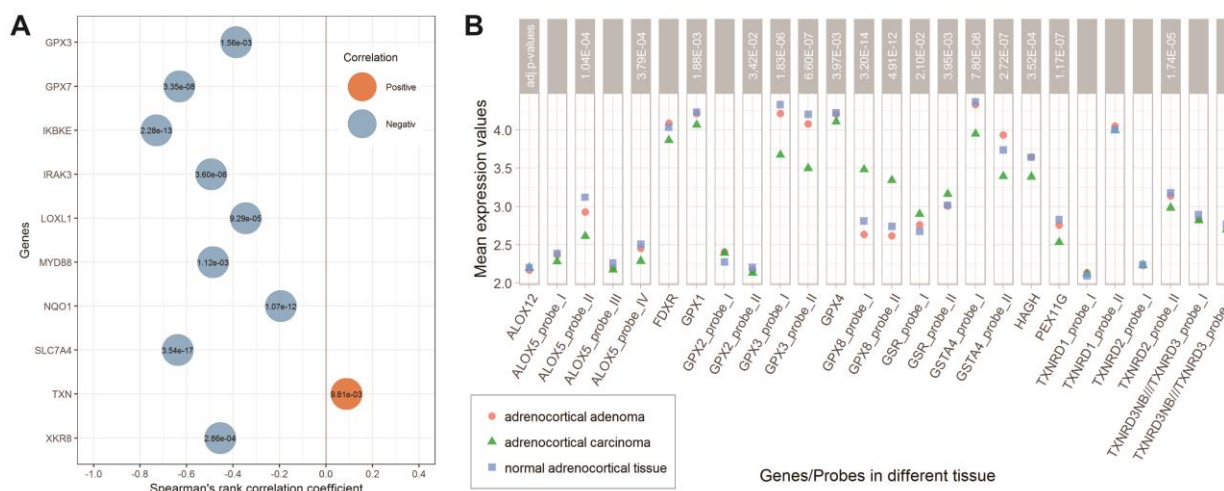 A
GPX3
GPX7
IKBKE
IRAK3
LOXL1
MYD88
NQO1
SLC7A4
TXN
XKR8
Genes
1.56e-03
3.35e-08
2.28e-13
3.60e-06
9.29e-05
1.12e-03
1.07e-12
3.54e-17
9.81e-03
2.86e-04
Correlation
Positive
Negativ
-1.0
-0.8
-0.6
-0.4
-0.2
0.0
0.2
0.4
Spearman's rank correlation coefficient
B
adj p-values
1.04E-04
3.79E-04
1.88E-03
3.42E-02
1.83E-06
6.60E-07
3.97E-03
3.20E-14
4.91E-12
2.10E-02
3.95E-03
7.80E-08
2.72E-07
3.52E-04
1.17E-07
1.74E-05
Mean expression values
4.0
3.5
3.0
2.5
2.0
ALOX12
ALOX5_probe_I
ALOX5_probe_II
ALOX5_probe_III
ALOX5_probe_IV
FDXR
GPX1
GPX2_probe_I
GPX2_probe_II
GPX3_probe_I
GPX3_probe_II
GPX4
GPX8_probe_I
GPX8_probe_II
GSR_probe_I
GSR_probe_II
GSTA4_probe_I
GSTA4_probe_II
HAGH
PEX11G
TXNRD1_probe_I
TXNRD1_probe_II
TXNRD2_probe_I
TXNRD2_probe_II
TXNRD3NB///TXNRD3_probe_I
TXNRD3NB///TXNRD3_probe_
adrenocortical adenoma
adrenocortical carcinoma
normal adrenocortical tissue
Genes/Probes in different tissue